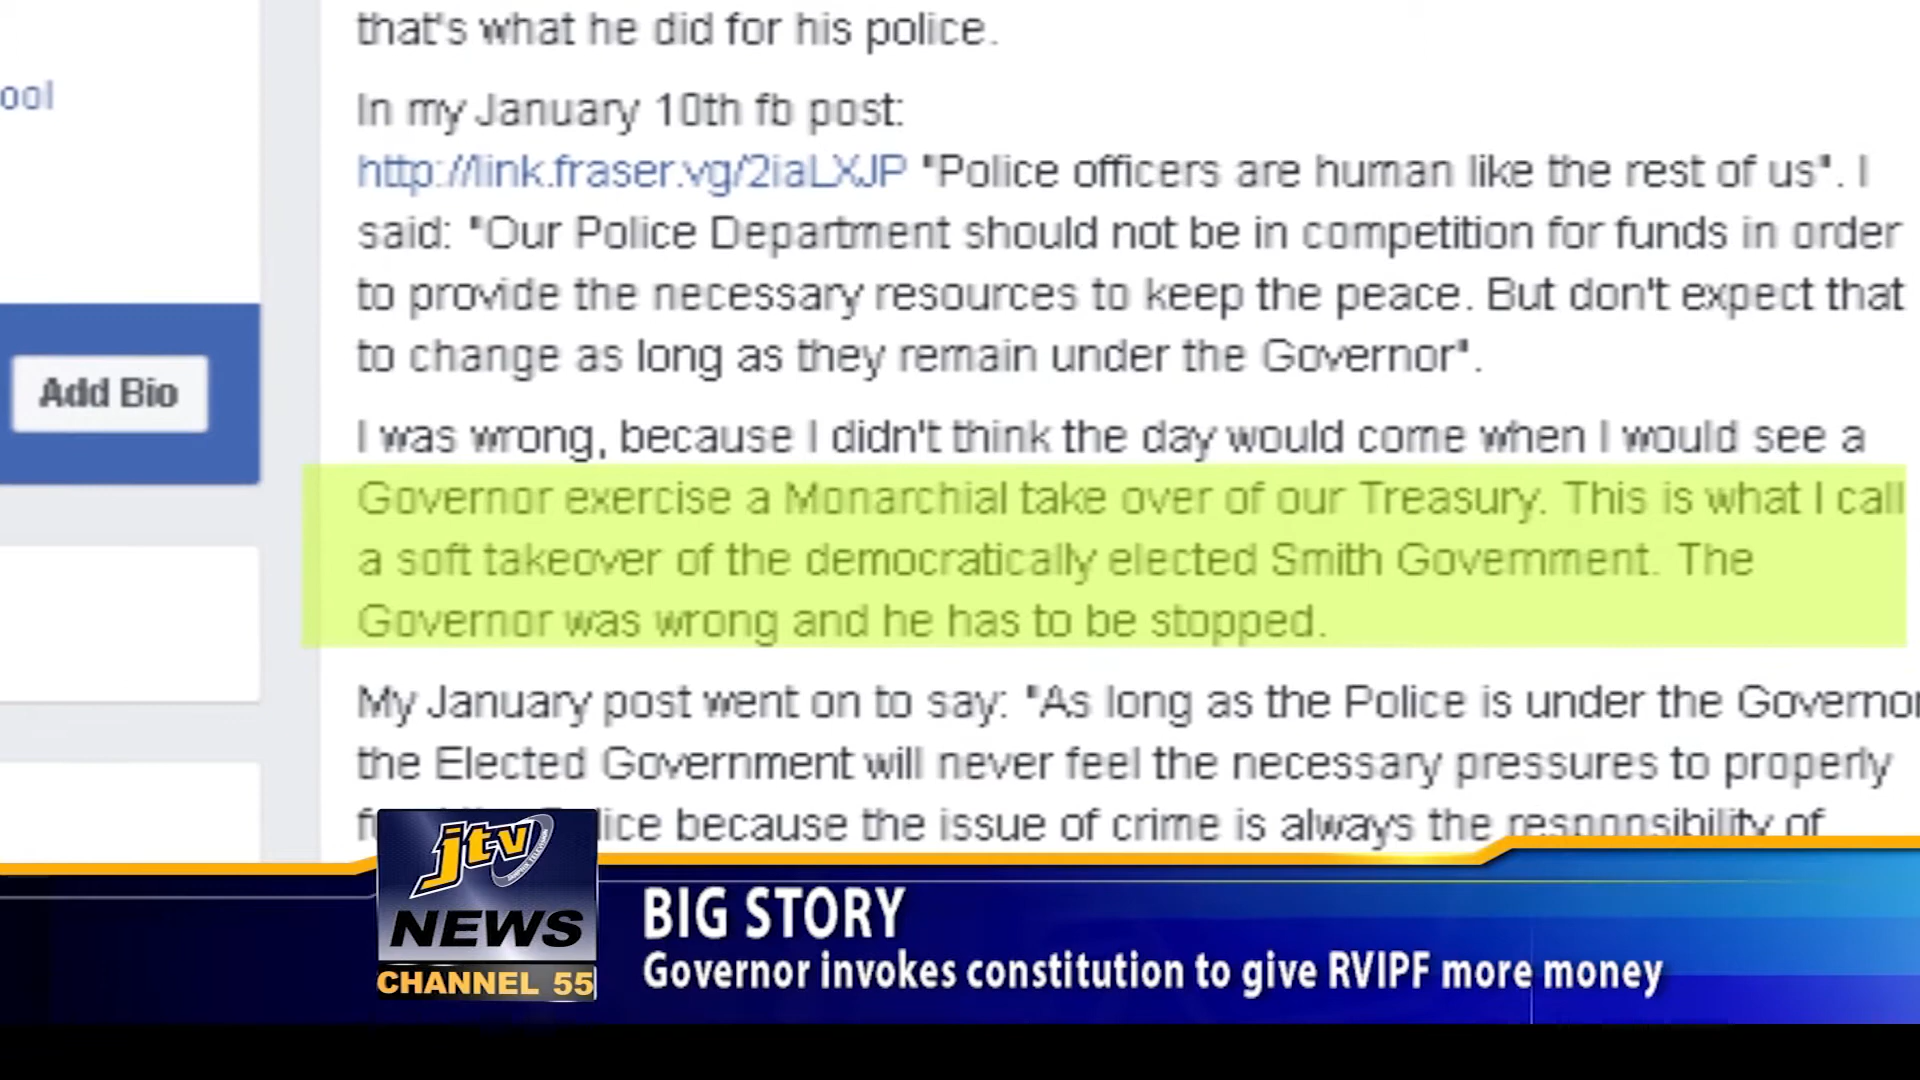 that's what he did for his police.
ool
In my January 10th fb post:
http://link.fraser.vg/2iaLXJP "Police officers are human like the rest of us". I
said: "Our Police Department should not be in competition for funds in order
to provide the necessary resources to keep the peace. But don't expect that
to change as long as they remain under the Governor".
Add Bio
I was wrong, because I didn't think the day would come when I would see a
Governor exercise a Monarchial take over of our Treasury. This is what I call
a soft takeover of the democratically elected Smith Government. The
Governor was wrong and he has to be stopped.
My January post went on to say: "As long as the Police is under the Governor
the Elected Government will never feel the necessary pressures to properly
lice because the issue of crime is always the responsibility of
jtv
NEWS
CHANNEL 55
BIG STORY
Governor invokes constitution to give RVIPF more money